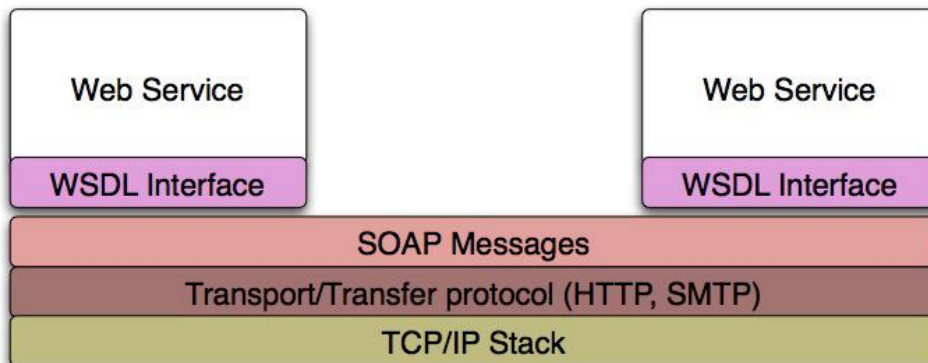 Web Service
Web Service
WSDL Interface
WSDL Interface
SOAP Messages
Transport/Transfer protocol (HTTP, SMTP)
TCP/IP Stack